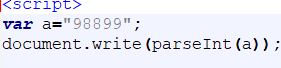 <script>
var a="98899";
document.write(parseInt(a));